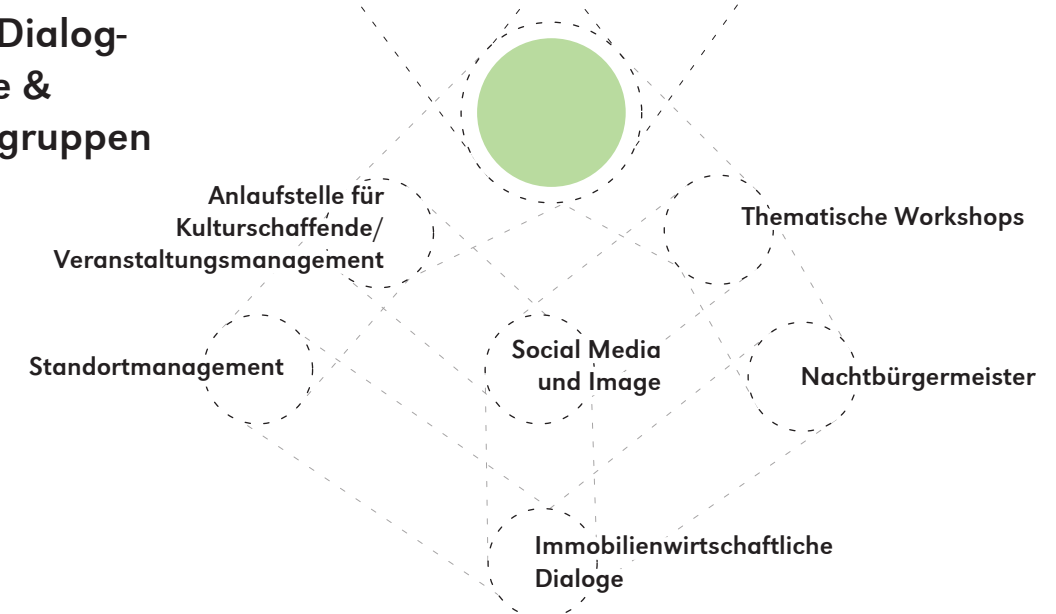 Dialog-
e &
gruppen
Anlaufstelle für
Kulturschaffende/
Veranstaltungsmanagement
Thematische Workshops
Standortmanagement
Social Media
und Image
Nachtbürgermeister
Immobilienwirtschaftliche
Dialoge